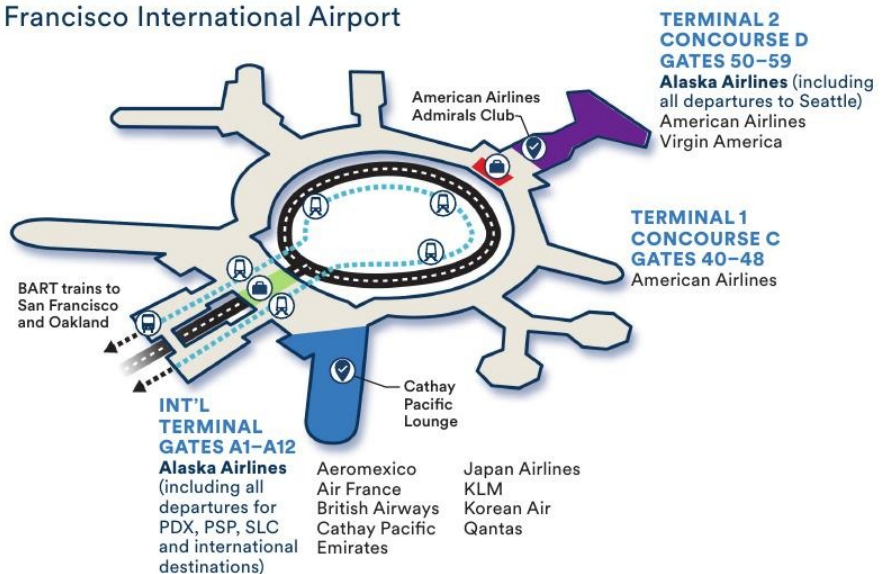 Francisco International Airport
TERMINAL 2
CONCOURSE D
GATES 50–59
Alaska Airlines (including
all departures to Seattle)
American Airlines
Virgin America
American Airlines
Admirals Club
TERMINAL 1
CONCOURSE C
GATES 40–48
American Airlines
BART trains to
San Francisco
and Oakland
Cathay
Pacific
Lounge
INT'L
TERMINAL
GATES A1–A12
Alaska Airlines
(including all
departures for
PDX, PSP, SLC
and international
destinations)
Aeromexico
Air France
British Airways
Cathay Pacific
Emirates
Japan Airlines
KLM
Korean Air
Qantas